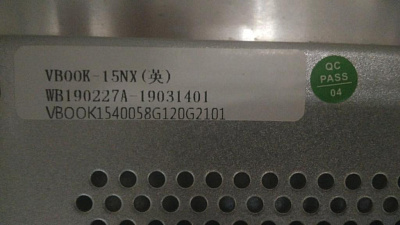 VBOOK-15NX(英)
WB190227A-19031401
VBOOK1540058G120G2101
QC
PASS
04